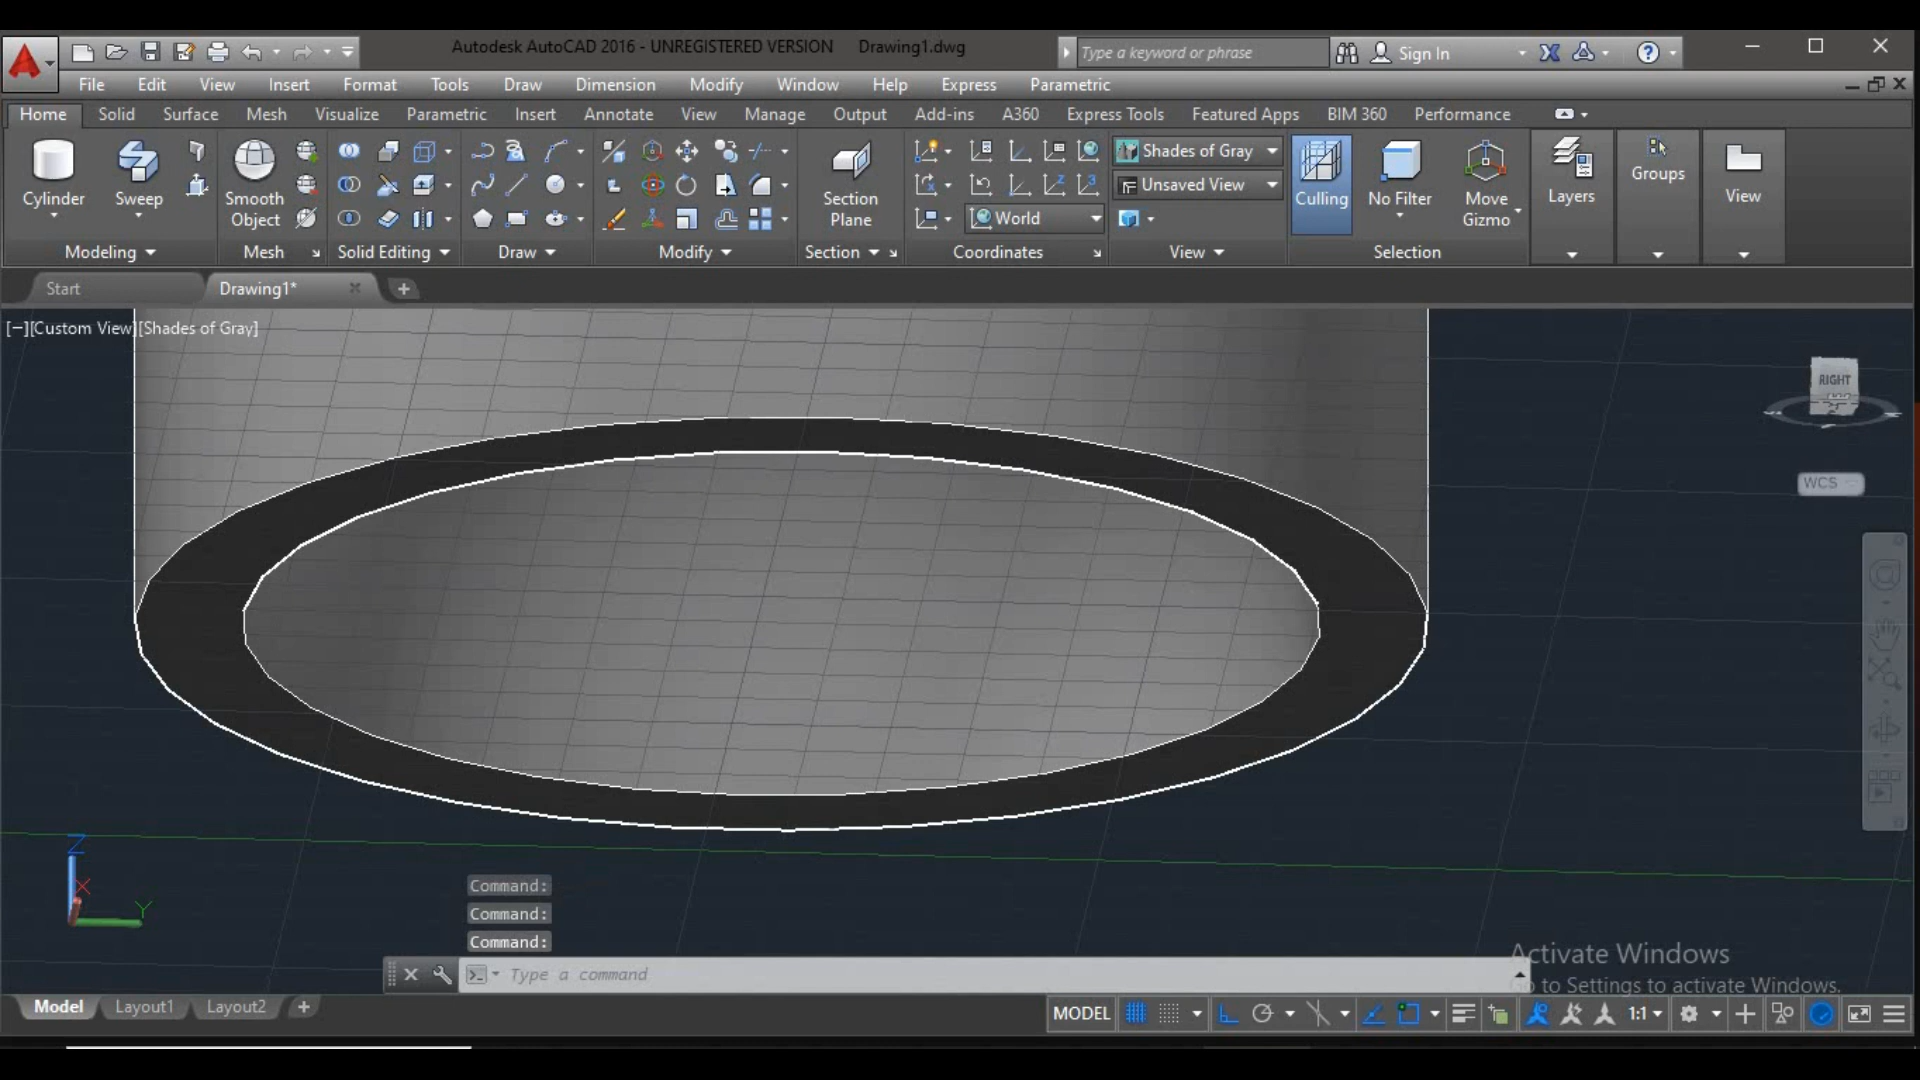 Autodesk AutoCAD 2016 - UNREGISTERED VERSION Drawing1.dwg
Type a keyword or phrase
Sign In
File Edit View Insert Format Tools Draw Dimension Modify Window Help Express Parametric
Home Solid Surface Mesh Visualize Parametric Insert Annotate View Manage Output Add-ins A360 Express Tools Featured Apps BIM 360 Performance
Cylinder
Sweep
Smooth
Object
Section
Plane
World
Shades of Gray
Unsaved View
Culling
No Filter
Move
Gizmo
Layers
Groups
View
Modeling
Mesh
Solid Editing
Draw
Modify
Section
Coordinates
View
Selection
Start
Drawing1*
[−][Custom View][Shades of Gray]
RIGHT
WCS
Z
X
Y
Command:
Command:
Command:
Type a command
Activate Windows
Go to Settings to activate Windows.
Model Layout1 Layout2
MODEL
1:1